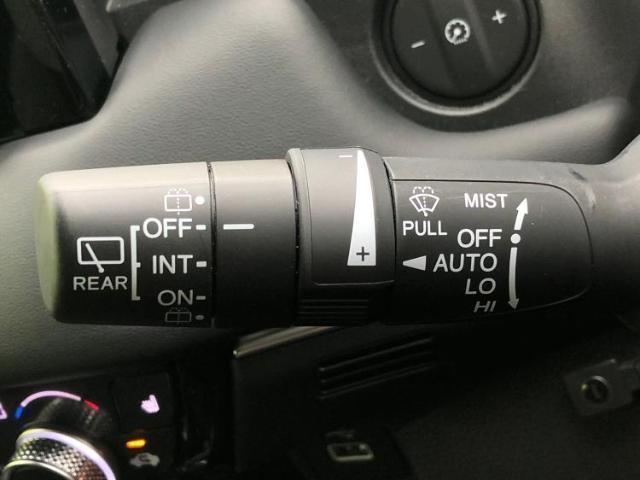 REAR
OFF
INT
ON
−
+
PULL
MIST
OFF
AUTO
LO
HI
−
+